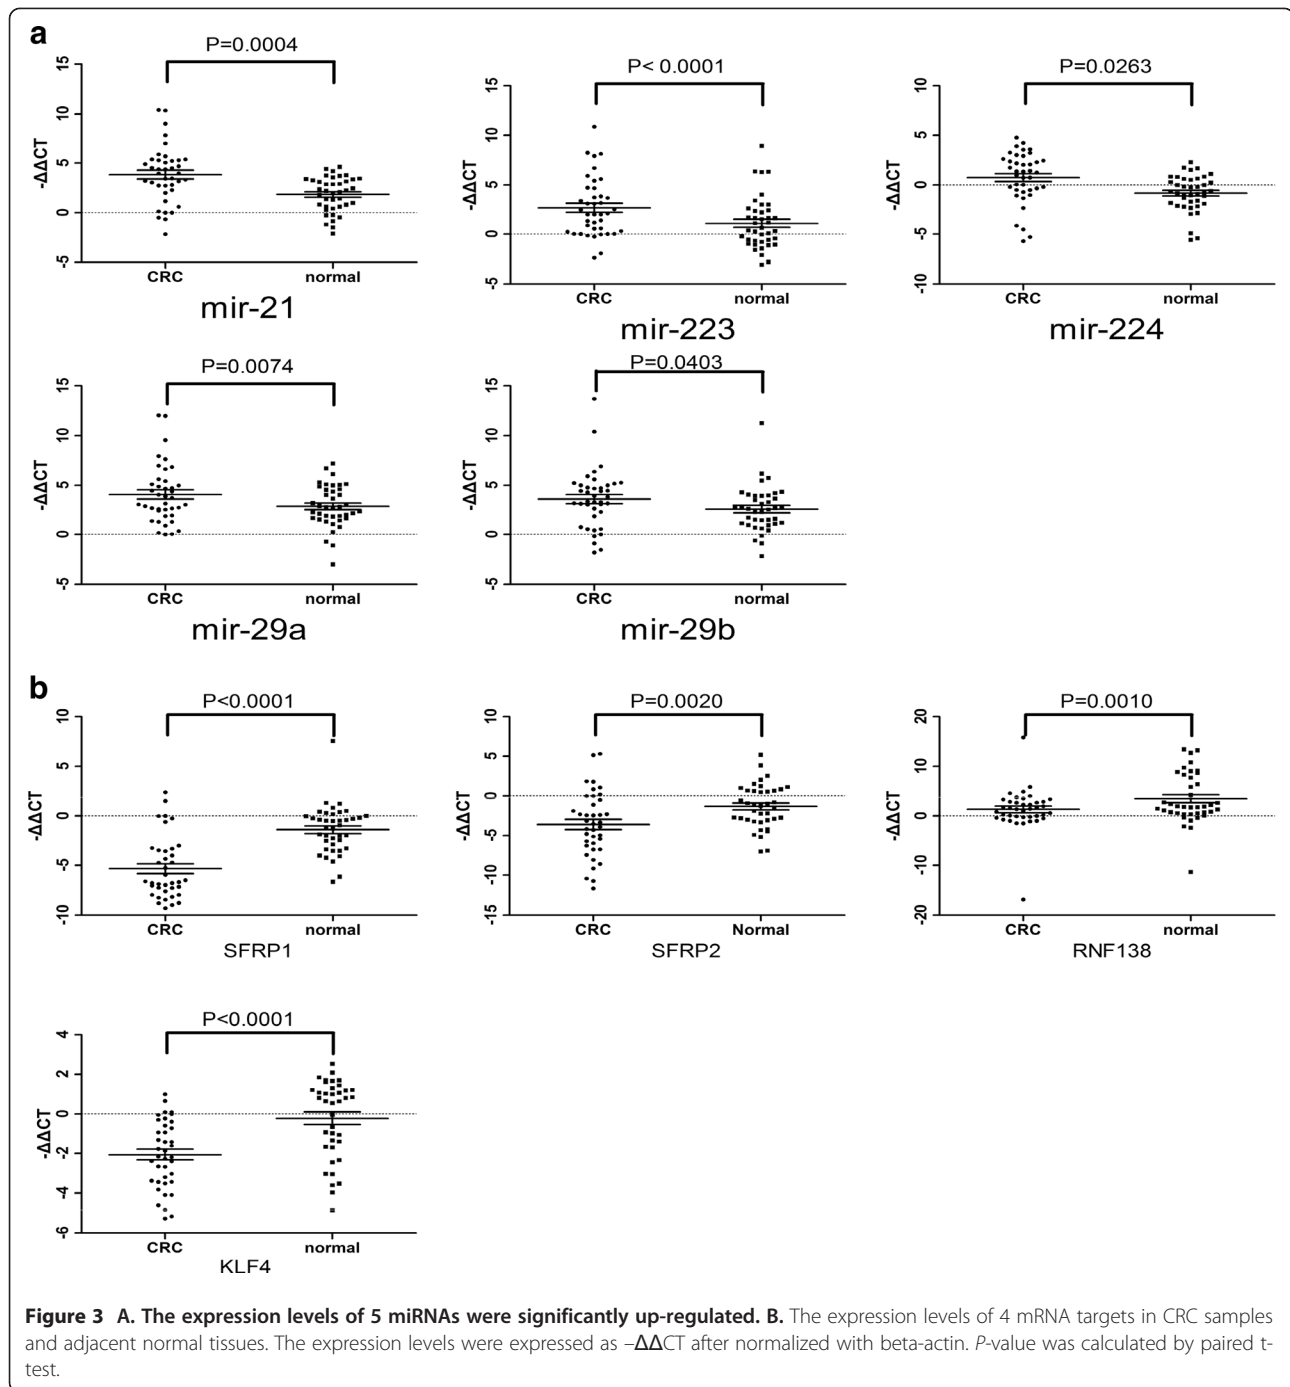 a
P=0.0004
15
10
5
0
-5
-ΔΔCT
CRC normal
mir-21
P< 0.0001
15
10
5
0
-5
-ΔΔCT
CRC normal
mir-223
P=0.0263
10
5
0
-5
-10
-ΔΔCT
CRC normal
mir-224
P=0.0074
15
10
5
0
-5
-ΔΔCT
CRC normal
mir-29a
P=0.0403
15
10
5
0
-5
-ΔΔCT
CRC normal
mir-29b
b
P<0.0001
10
5
0
-5
-10
-ΔΔCT
CRC normal
SFRP1
P=0.0020
10
5
0
-5
-10
-15
-ΔΔCT
CRC Normal
SFRP2
P=0.0010
20
10
0
-10
-20
-ΔΔCT
CRC normal
RNF138
P<0.0001
4
2
0
-2
-4
-6
-ΔΔCT
CRC normal
KLF4
Figure 3 A. The expression levels of 5 miRNAs were significantly up-regulated. B. The expression levels of 4 mRNA targets in CRC samples
and adjacent normal tissues. The expression levels were expressed as –ΔΔCT after normalized with beta-actin. P-value was calculated by paired t-
test.